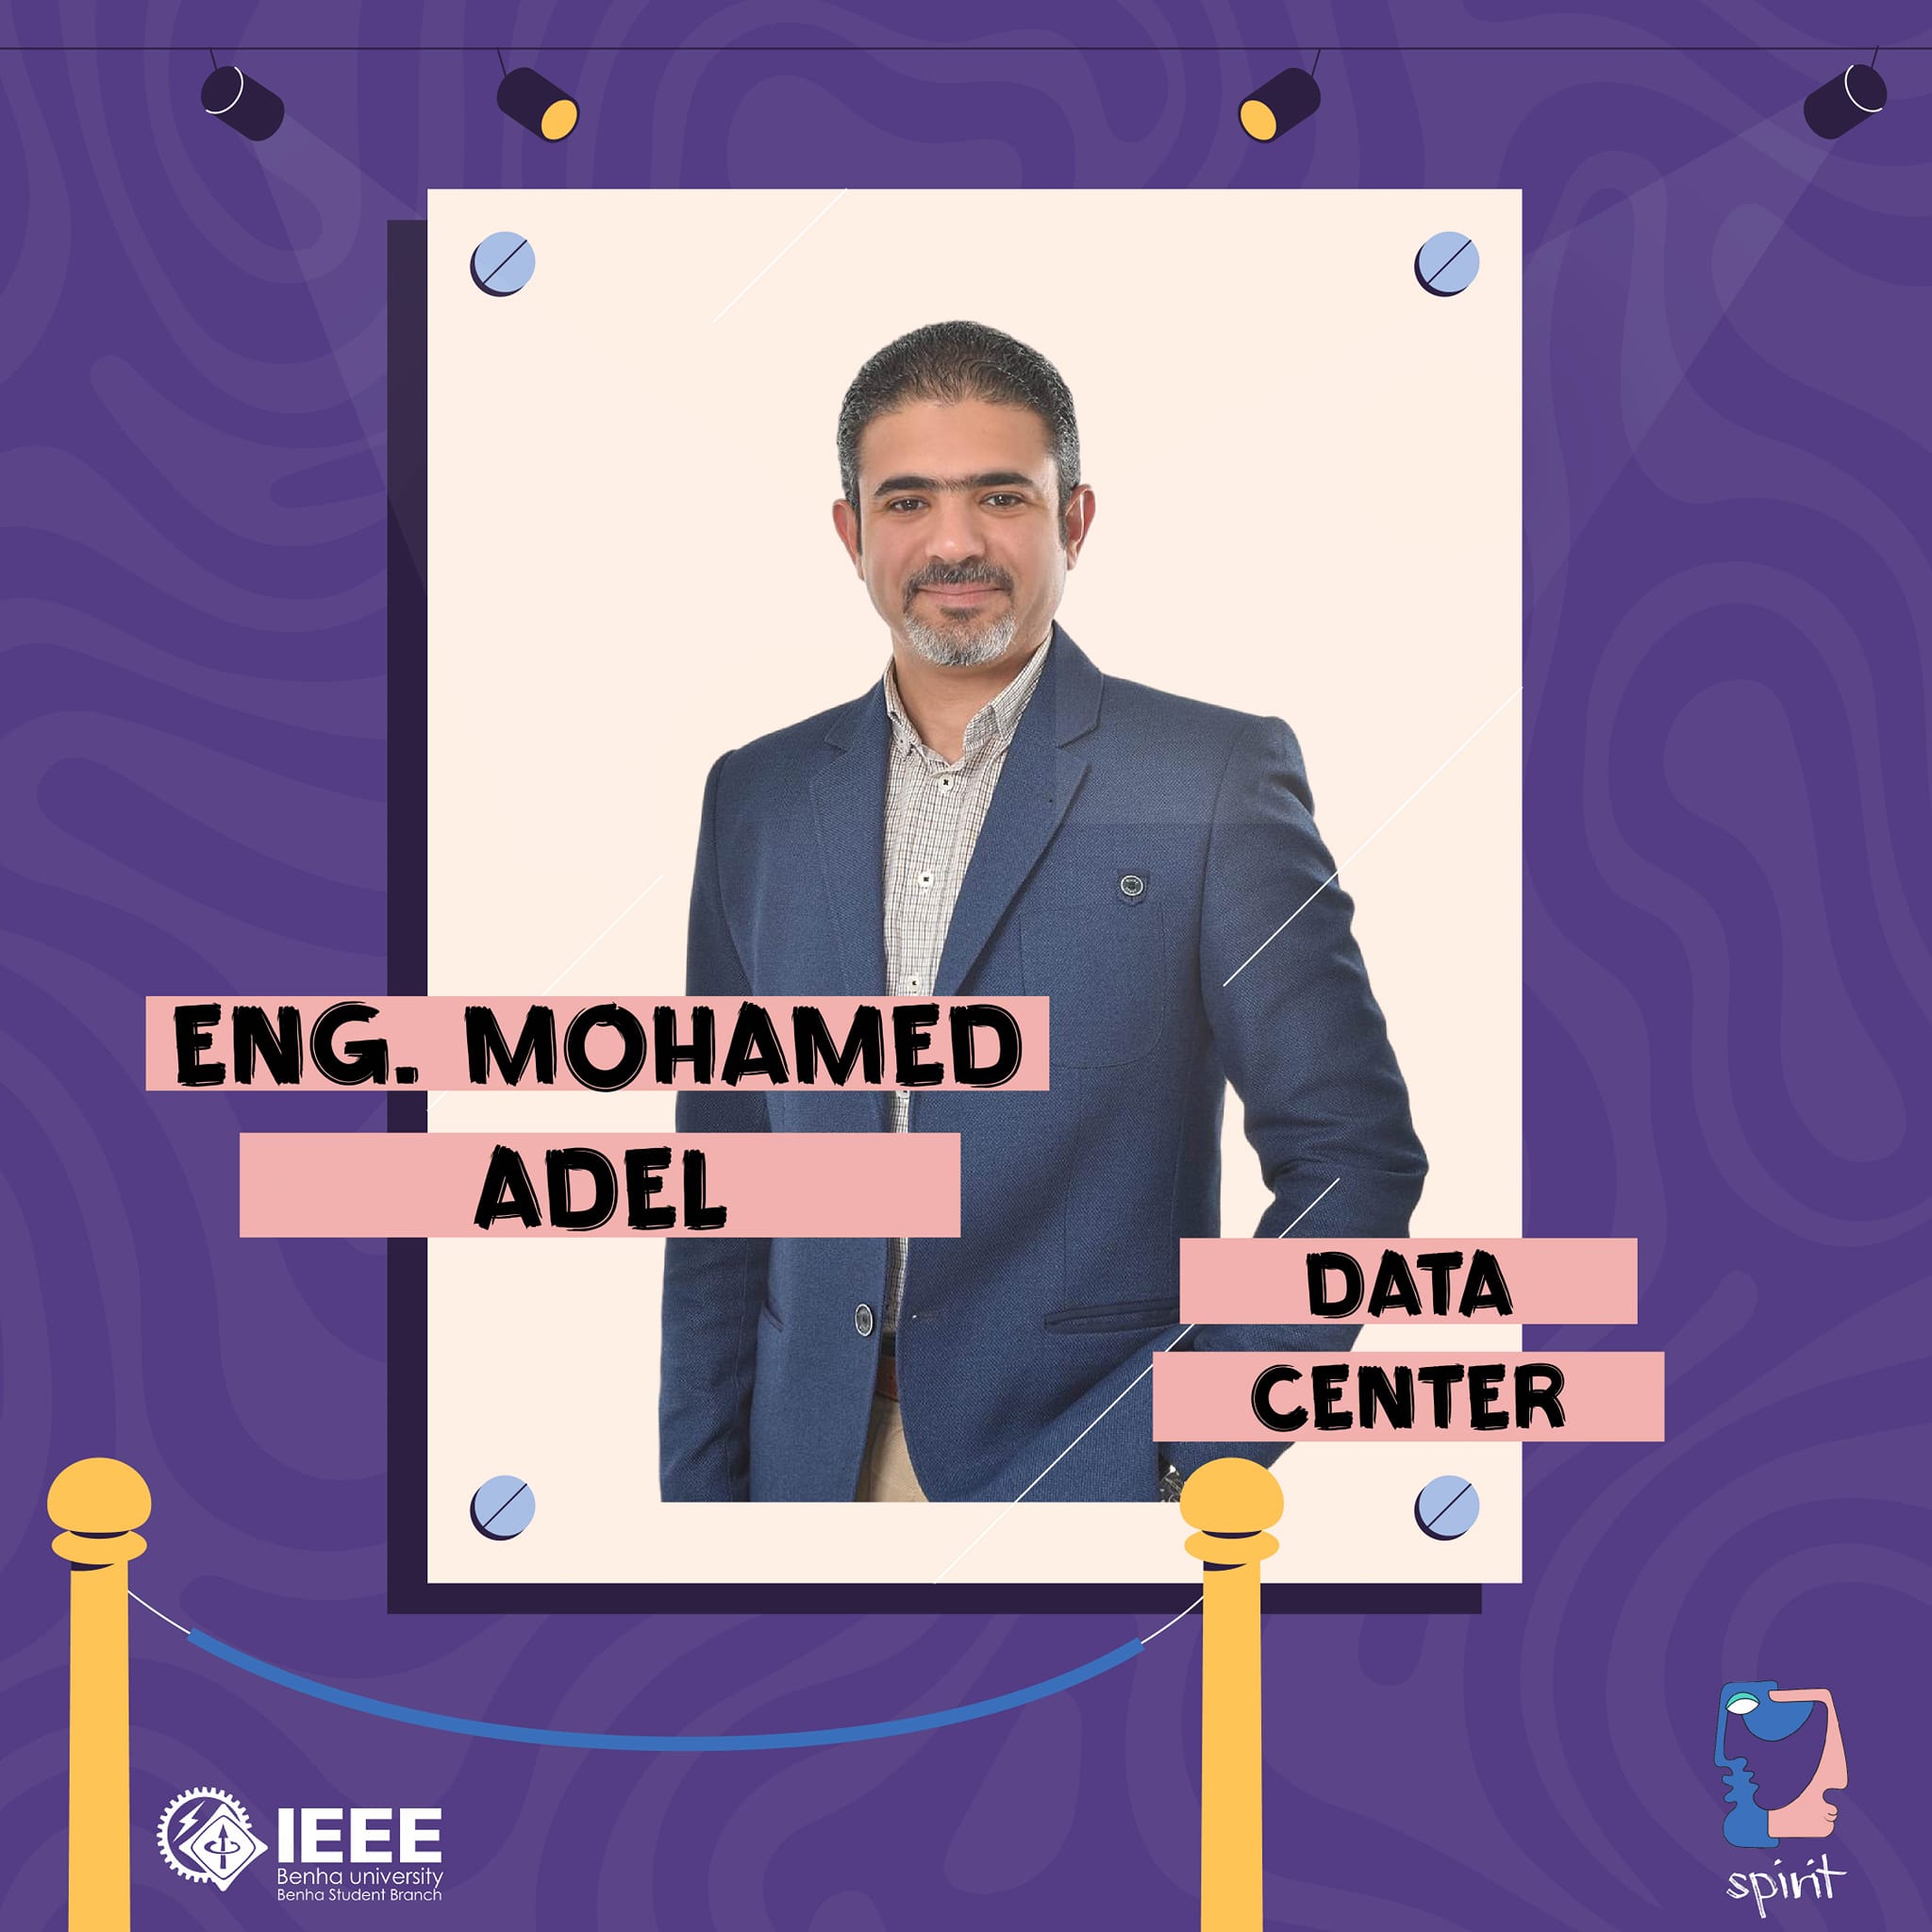 ENG. MOHAMED
ADEL
DATA
CENTER
IEEE
Benha university
Benha Student Branch
spirit